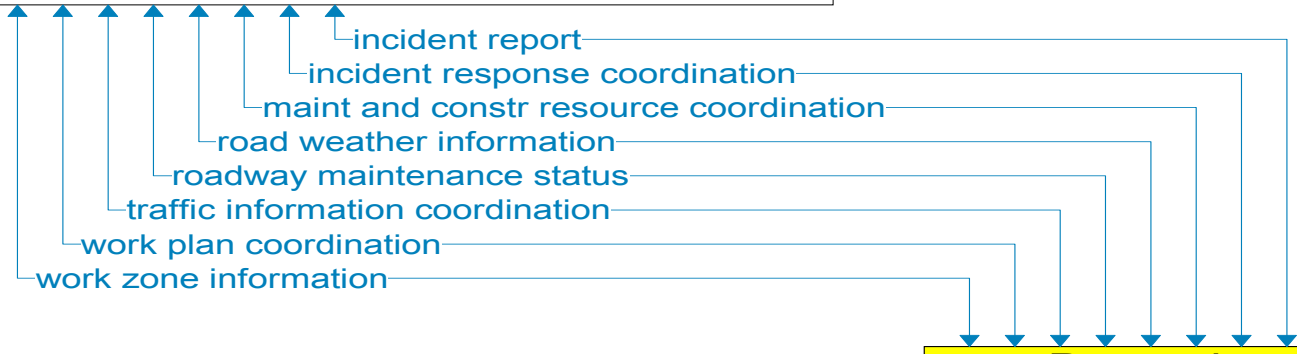 incident report
incident response coordination
maint and constr resource coordination
road weather information
roadway maintenance status
traffic information coordination
work plan coordination
work zone information